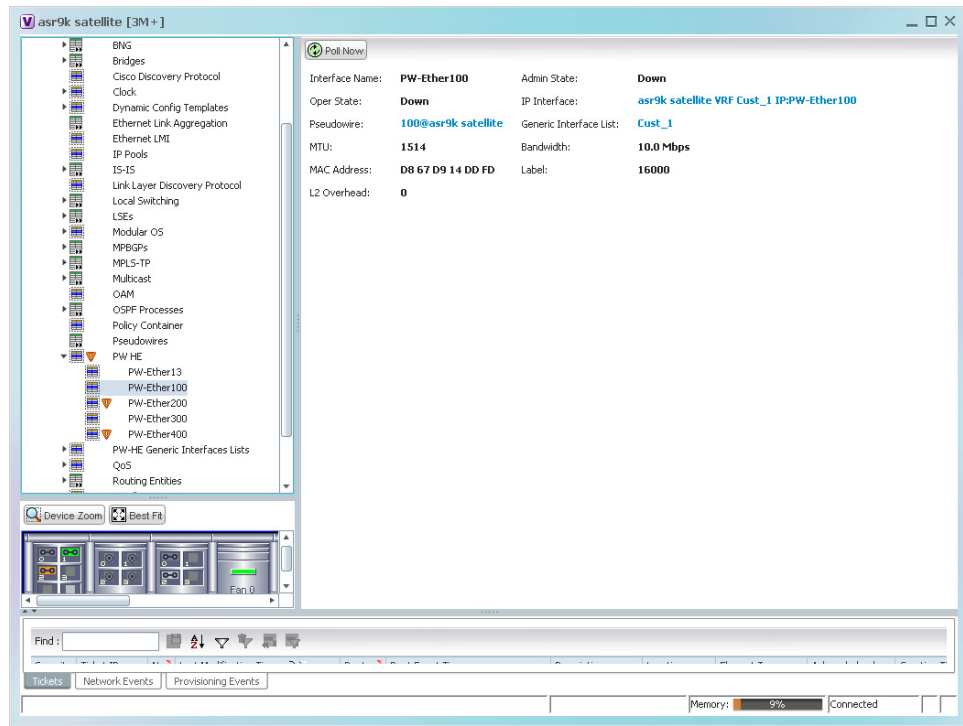 V asr9k satellite [3M+]
BNG
Bridges
Cisco Discovery Protocol
Clock
Dynamic Config Templates
Ethernet Link Aggregation
Ethernet LMI
IP Pools
IS-IS
Link Layer Discovery Protocol
Local Switching
LSEs
Modular OS
MPBGPs
MPLS-TP
Multicast
OAM
OSPF Processes
Policy Container
Pseudowires
PW HE
PW-Ether13
PW-Ether100
PW-Ether200
PW-Ether300
PW-Ether400
PW-HE Generic Interfaces Lists
QoS
Routing Entities
Poll Now
Interface Name: PW-Ether100 Admin State: Down
Oper State: Down IP Interface: asr9k satellite VRF Cust_1 IP:PW-Ether100
Pseudowire: 100@asr9k satellite Generic Interface List: Cust_1
MTU: 1514 Bandwidth: 10.0 Mbps
MAC Address: D8 67 D9 14 DD FD Label: 16000
L2 Overhead: 0
Device Zoom Best Fit
Fan 0
Find :
Tickets Network Events Provisioning Events
Memory: 9% Connected